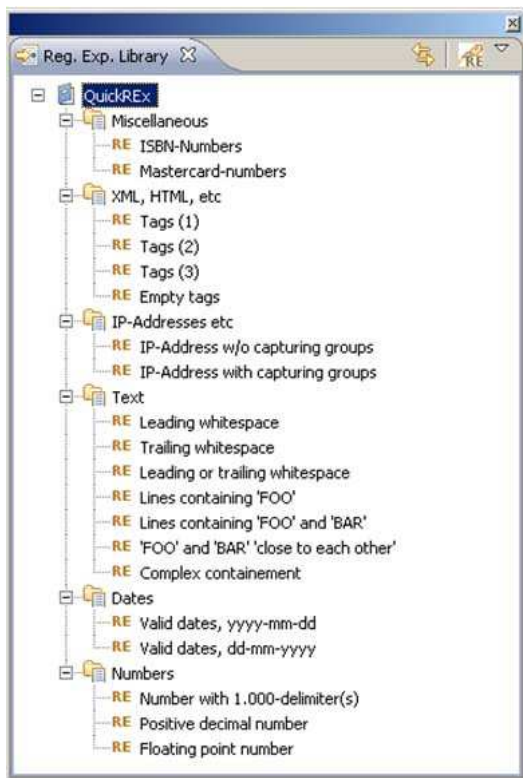 Reg. Exp. Library
RE
QuickREx
Miscellaneous
RE ISBN-Numbers
RE Mastercard-numbers
XML, HTML, etc
RE Tags (1)
RE Tags (2)
RE Tags (3)
RE Empty tags
IP-Addresses etc
RE IP-Address w/o capturing groups
RE IP-Address with capturing groups
Text
RE Leading whitespace
RE Trailing whitespace
RE Leading or trailing whitespace
RE Lines containing 'FOO'
RE Lines containing 'FOO' and 'BAR'
RE 'FOO' and 'BAR' 'close to each other'
RE Complex containement
Dates
RE Valid dates, yyyy-mm-dd
RE Valid dates, dd-mm-yyyy
Numbers
RE Number with 1.000-delimiter(s)
RE Positive decimal number
RE Floating point number